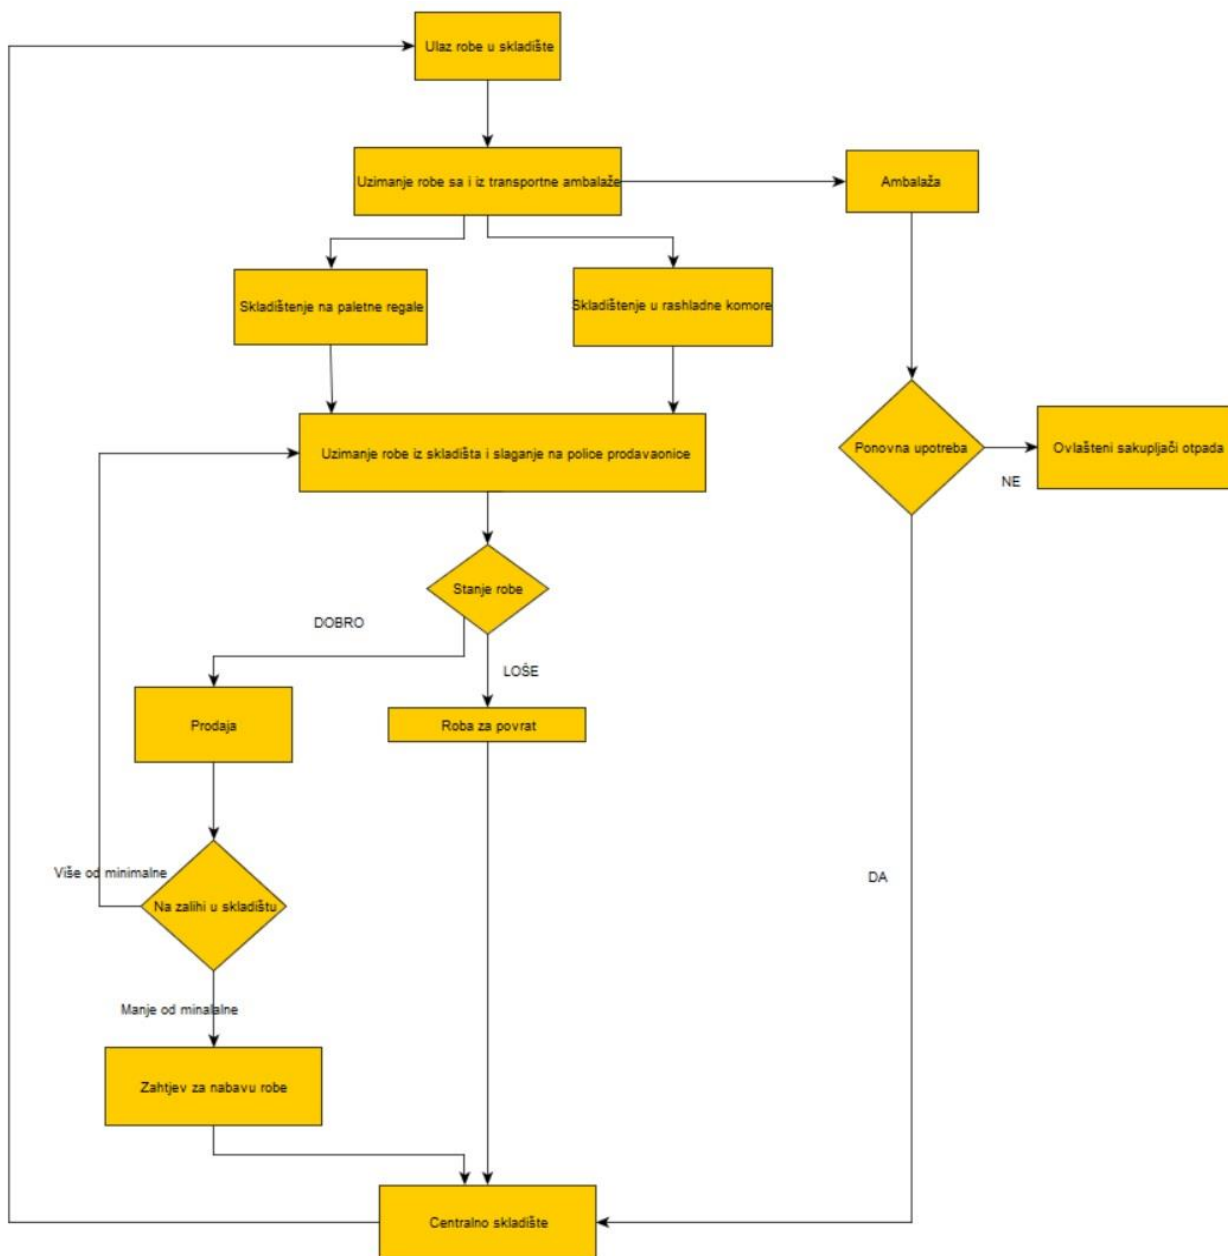 Ulaz robe u skladište
Uzimanje robe sa i iz transportne ambalaže
Ambalaža
Skladištenje na paletne regale
Skladištenje u rashladne komore
Uzimanje robe iz skladišta i slaganje na police prodavaonice
Ponovna upotreba
Ovlašteni sakupljači otpada
NE
Stanje robe
DOBRO
LOŠE
Prodaja
Roba za povrat
Više od minimalne
DA
Na zalihi u skladištu
Manje od minalalne
Zahtjev za nabavu robe
Centralno skladište